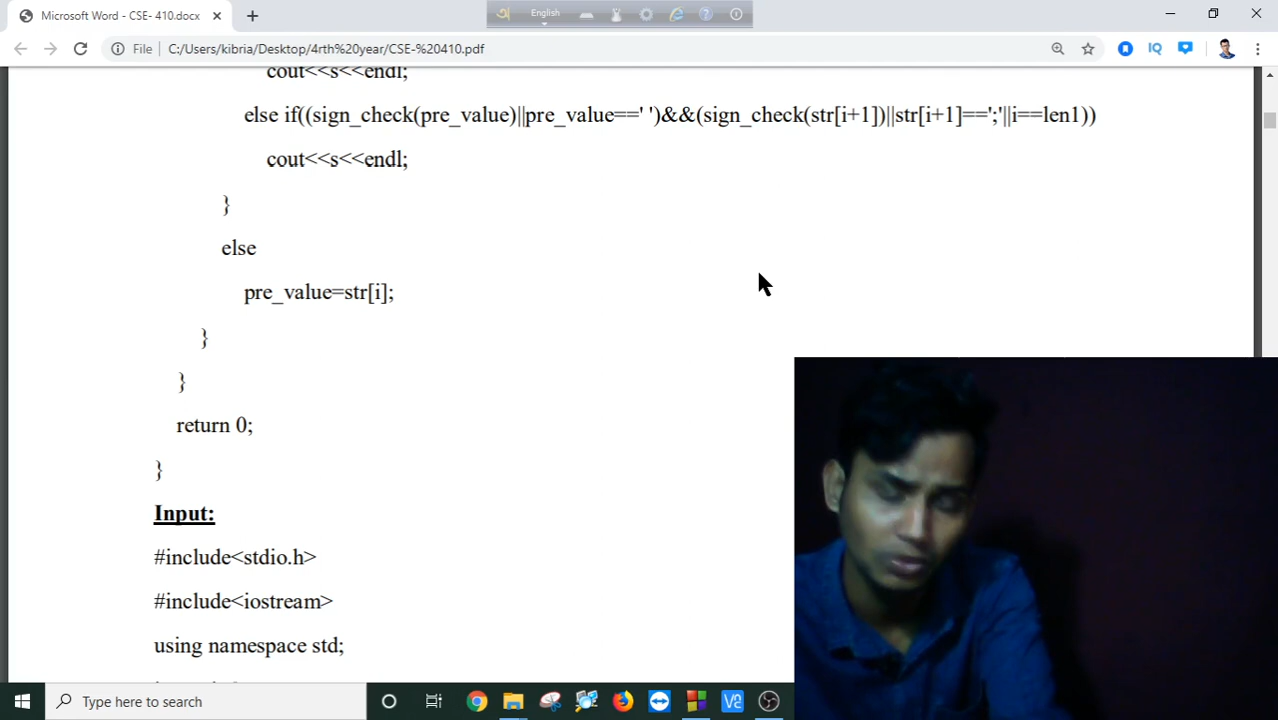 Microsoft Word - CSE- 410.docx
English
File
C:/Users/kibria/Desktop/4rth%20year/CSE-%20410.pdf
cout<<s<<endl;
else if((sign_check(pre_value)||pre_value==' ')&&(sign_check(str[i+1])||str[i+1]==';'||i==len1))
cout<<s<<endl;
}
else
pre_value=str[i];
}
}
return 0;
}
Input:
#include<stdio.h>
#include<iostream>
using namespace std;
Type here to search